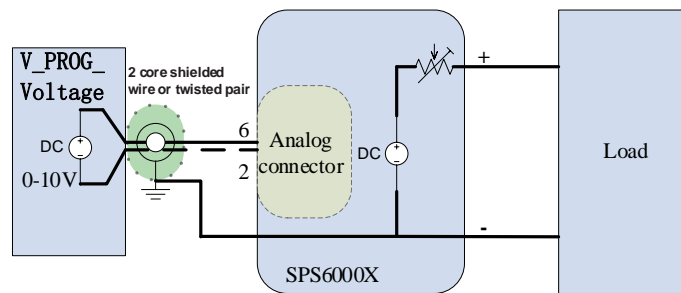 V_PROG_
Voltage
2 core shielded
wire or twisted pair
DC
0-10V
6
2
Analog
connector
DC
+
-
SPS6000X
Load